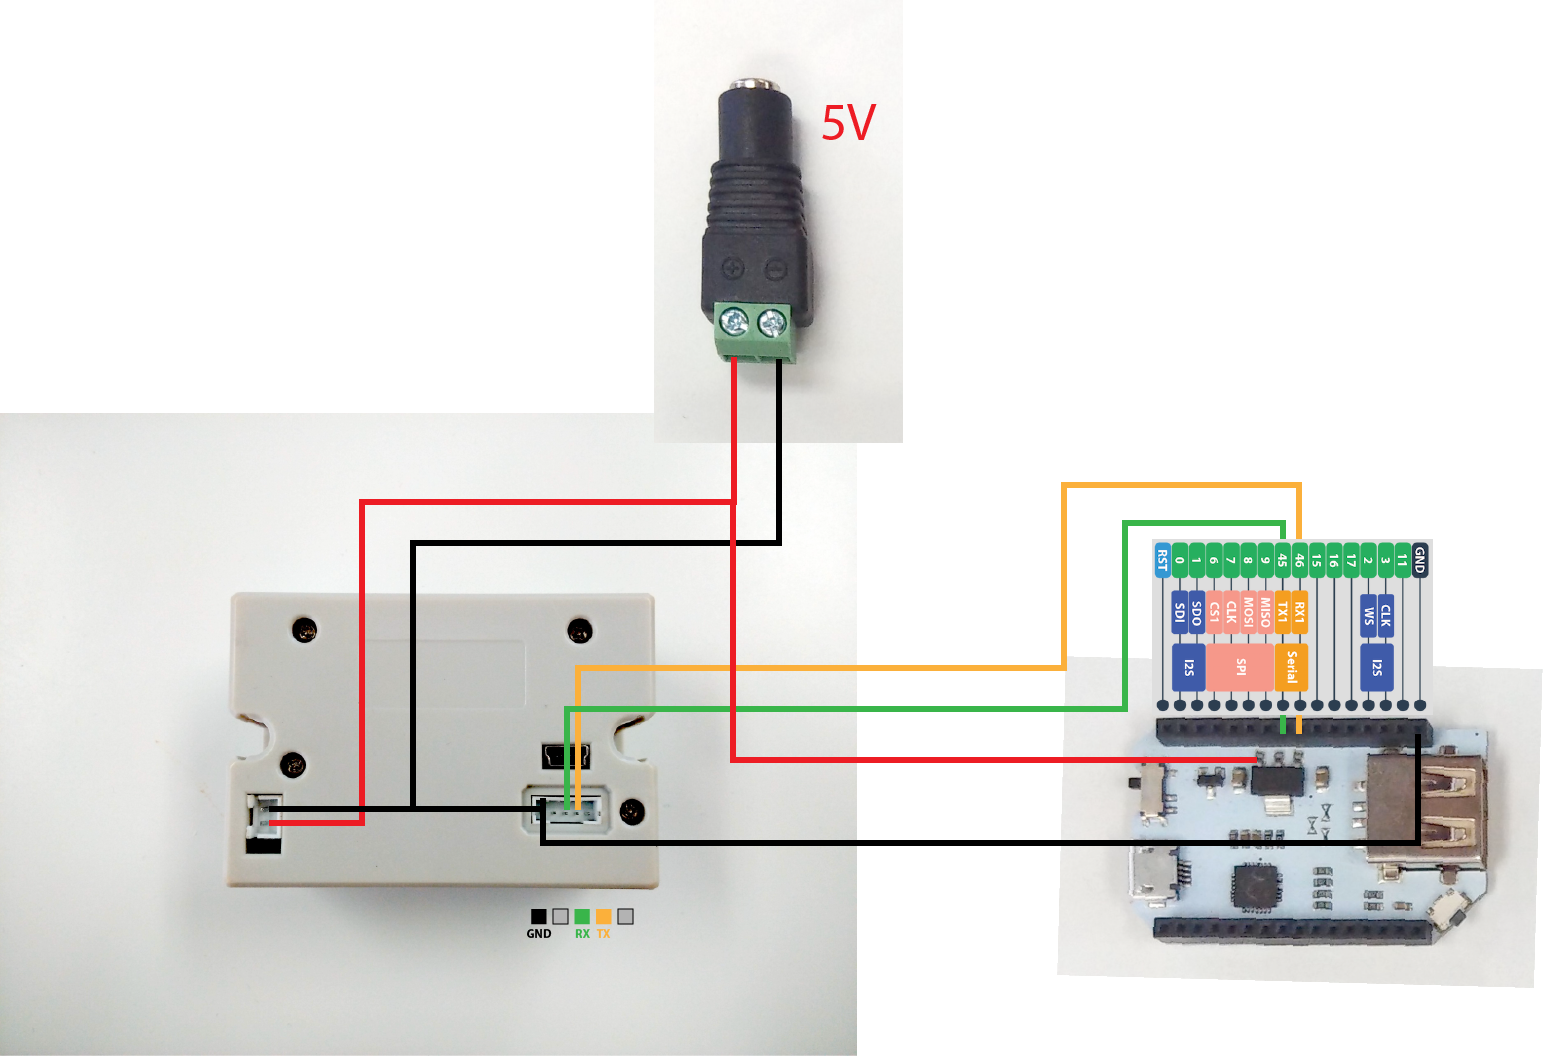 5V
RST 0 1 6 7 8 9 45 46 15 16 17 2 3 11 GND
SDI SDO CS1 CLK MOSI MISO TX1 RX1 WS CLK
I2S SPI Serial I2S
GND RX TX